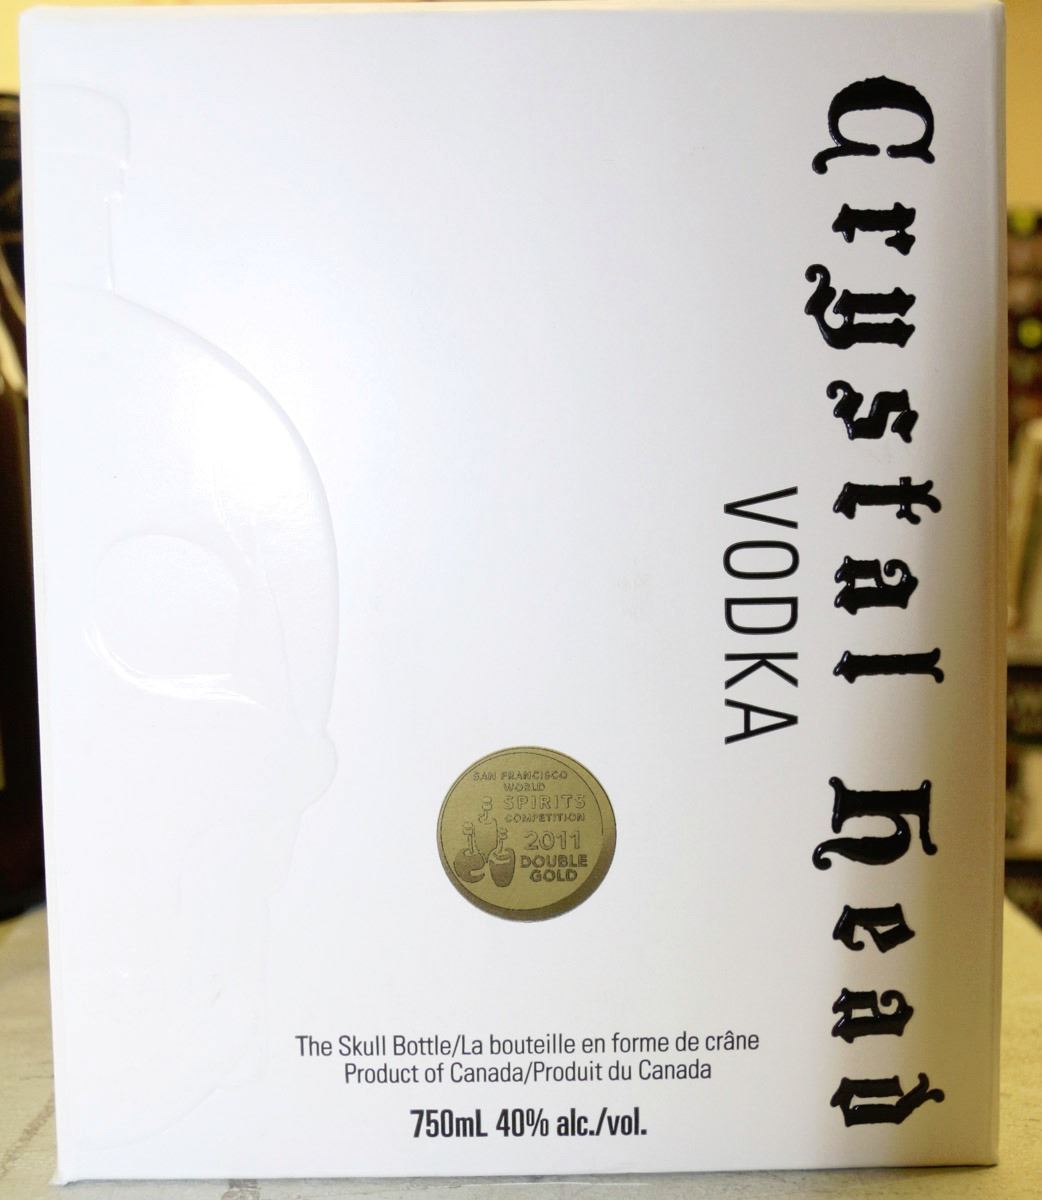 Crystal Head
VODKA
SAN FRANCISCO
WORLD
SPIRITS
COMPETITION
2011
DOUBLE
GOLD
The Skull Bottle/La bouteille en forme de crâne
Product of Canada/Produit du Canada
750mL 40% alc./vol.